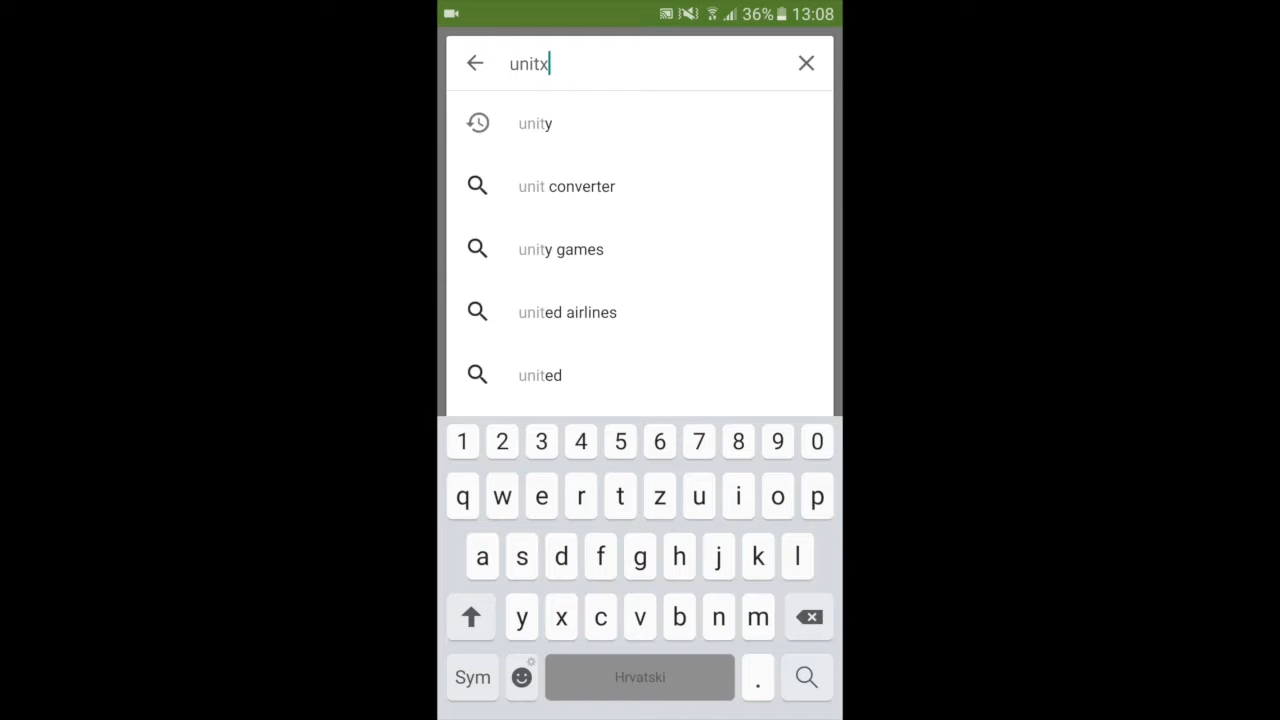 36% 13:08
unitx
unity
unit converter
unity games
united airlines
united
1 2 3 4 5 6 7 8 9 0
q w e r t z u i o p
a s d f g h j k l
y x c v b n m
Sym Hrvatski .